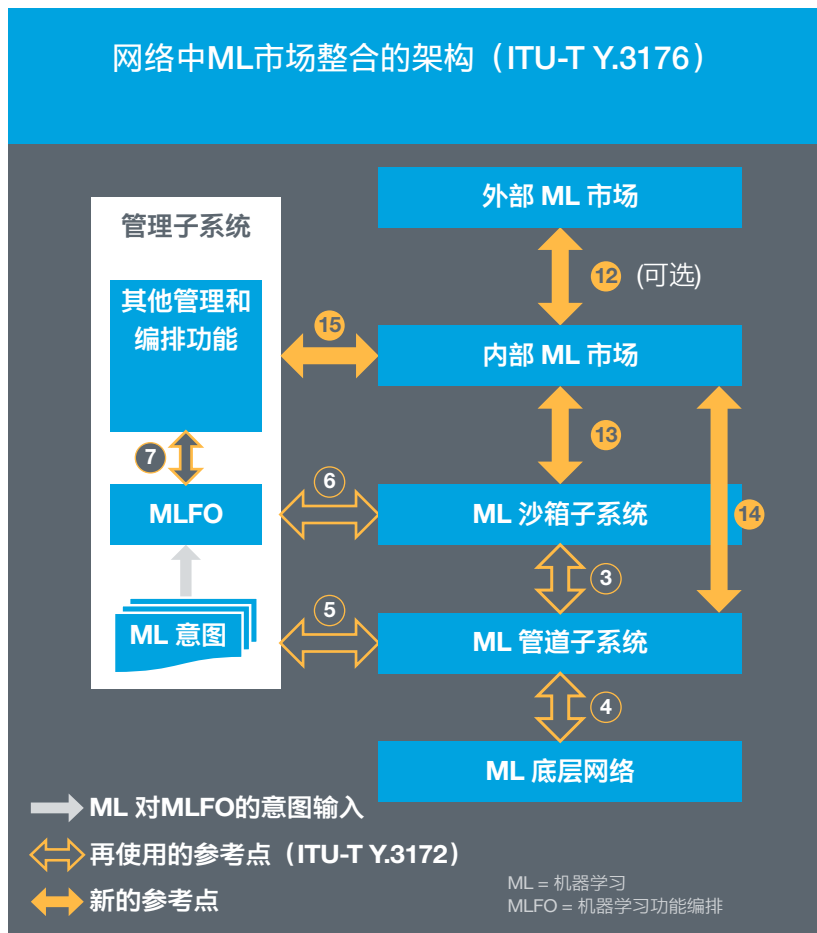 网络中ML市场整合的架构（ITU-T Y.3176）
管理子系统
其他管理和
编排功能
7
MLFO
ML 意图
外部 ML 市场
12 (可选)
15
内部 ML 市场
13
6
ML 沙箱子系统
14
3
5
ML 管道子系统
4
ML 底层网络
ML 对MLFO的意图输入
再使用的参考点（ITU-T Y.3172）
新的参考点
ML = 机器学习
MLFO = 机器学习功能编排